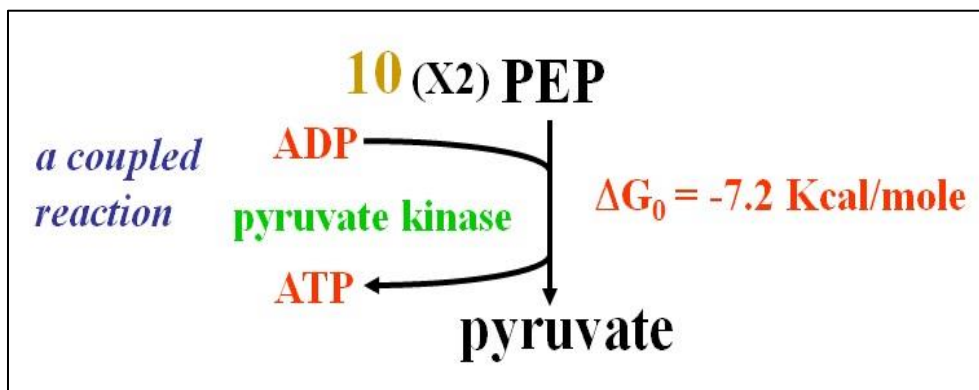 10 (X2) PEP
ADP
a coupled
reaction
pyruvate kinase
ΔG₀ = -7.2 Kcal/mole
ATP
pyruvate